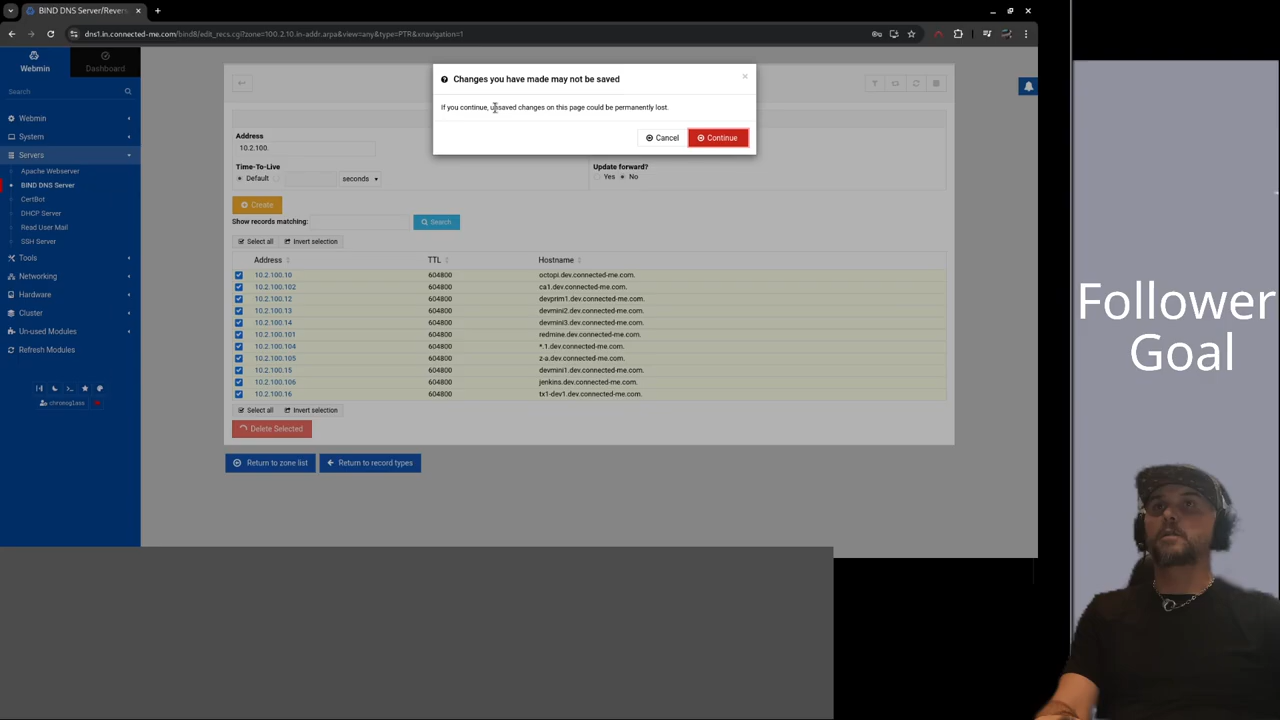 BIND DNS Server/Revers
dns1.in.connected-me.com/bind8/edit_recs.cgi?zone=100.2.10.in-addr.arpa&view=any&type=PTR&xnavigation=1
Webmin
Dashboard
Search
Webmin
System
Servers
Apache Webserver
BIND DNS Server
CertBot
DHCP Server
Read User Mail
SSH Server
Tools
Networking
Hardware
Cluster
Un-used Modules
Refresh Modules
chronoglass
Changes you have made may not be saved
If you continue, unsaved changes on this page could be permanently lost.
Cancel
Continue
Address
10.2.100.
Time-To-Live
Default
seconds
Update forward?
Yes No
Create
Show records matching:
Search
Select all Invert selection
Address TTL Hostname
10.2.100.10 604800 octopi.dev.connected-me.com.
10.2.100.102 604800 ca1.dev.connected-me.com.
10.2.100.12 604800 devprim1.dev.connected-me.com.
10.2.100.13 604800 devmini2.dev.connected-me.com.
10.2.100.14 604800 devmini3.dev.connected-me.com.
10.2.100.101 604800 redmine.dev.connected-me.com.
10.2.100.104 604800 *.1.dev.connected-me.com.
10.2.100.105 604800 z-a.dev.connected-me.com.
10.2.100.15 604800 devmini1.dev.connected-me.com.
10.2.100.106 604800 jenkins.dev.connected-me.com.
10.2.100.16 604800 tx1-dev1.dev.connected-me.com.
Select all Invert selection
Delete Selected
Return to zone list
Return to record types
Follower
Goal